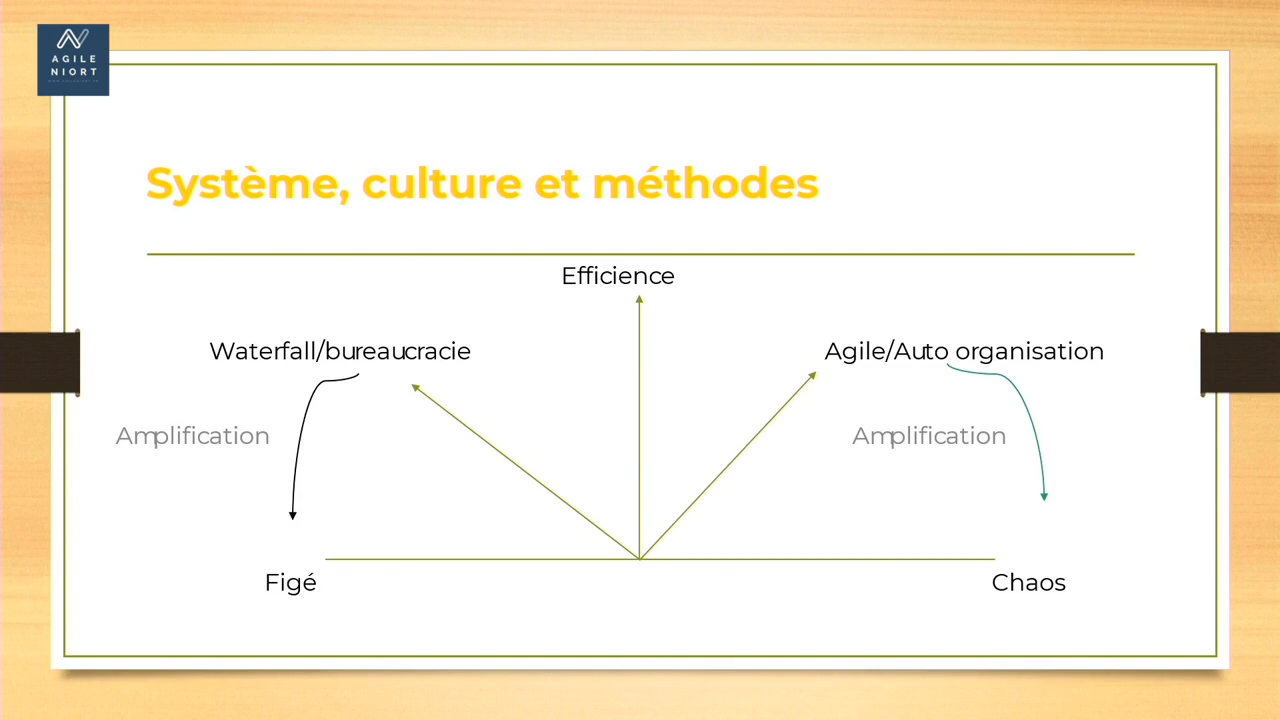 AGILE
NIORT
Système, culture et méthodes
Efficience
Waterfall/bureaucracie
Agile/Auto organisation
Amplification
Amplification
Figé
Chaos